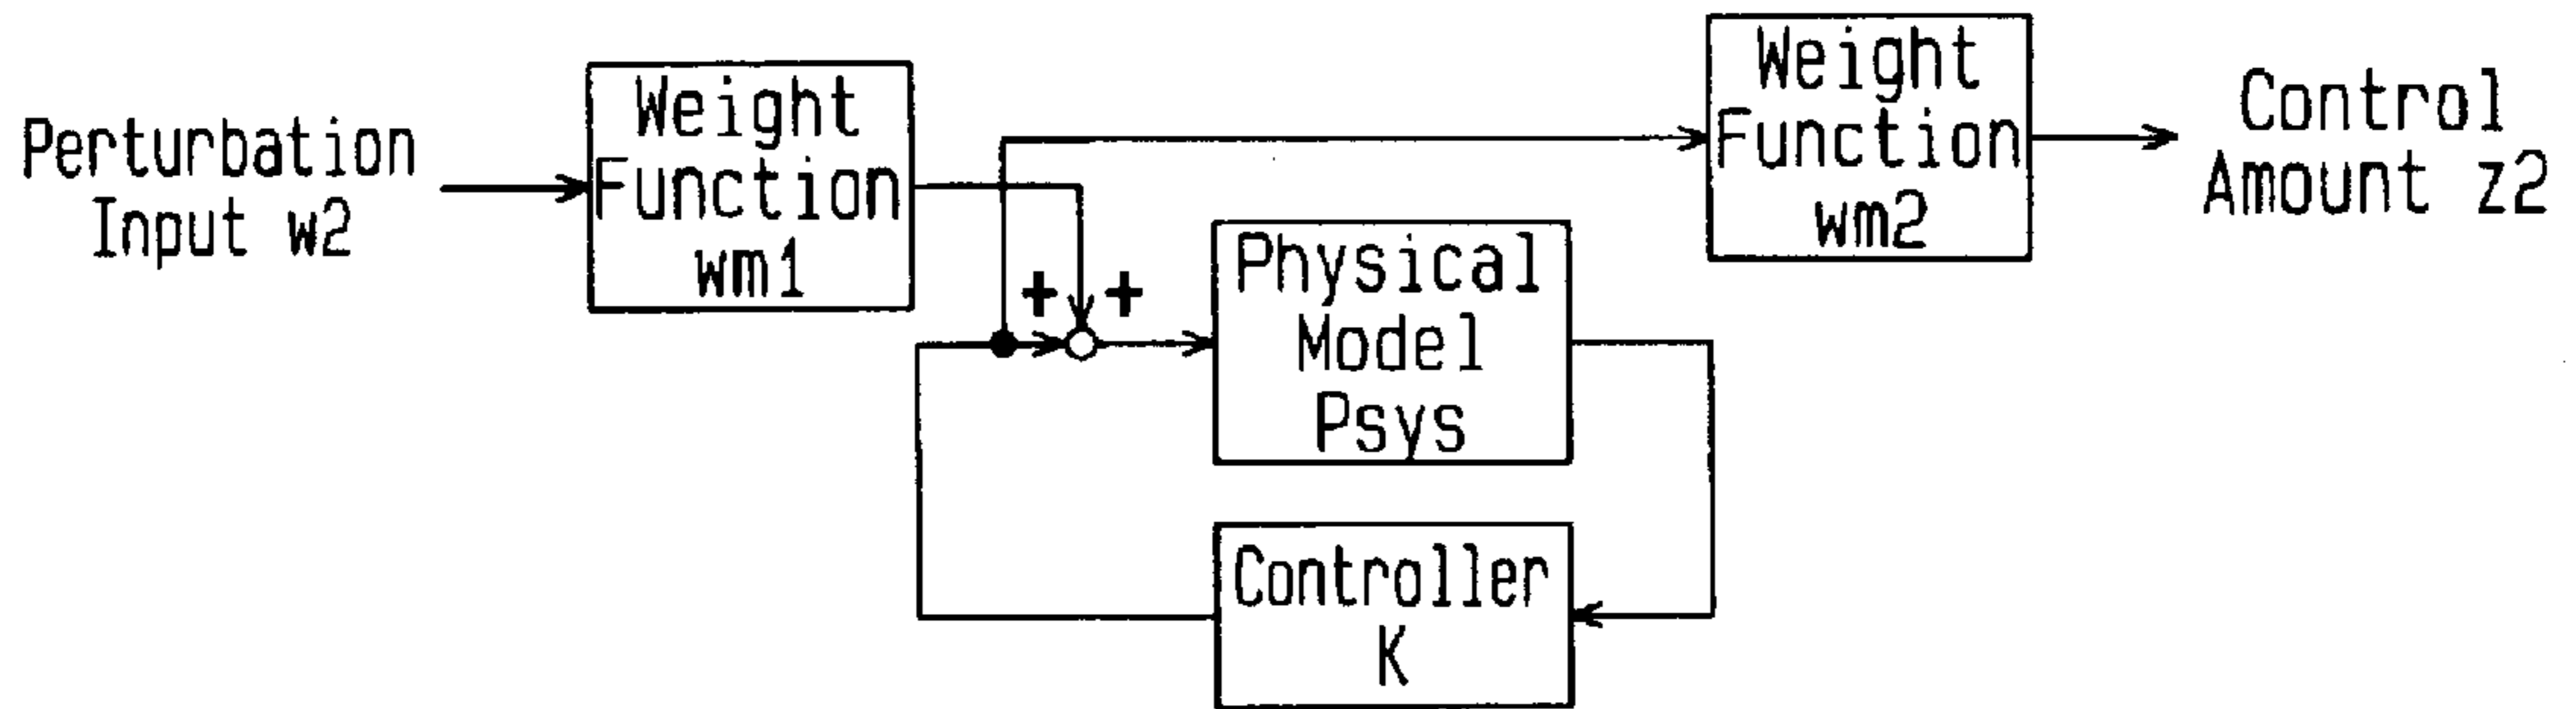 Perturbation
Input w2
Weight
Function
wm1
Weight
Function
wm2
Control
Amount z2
+ +
Physical
Model
Psys
Controller
K